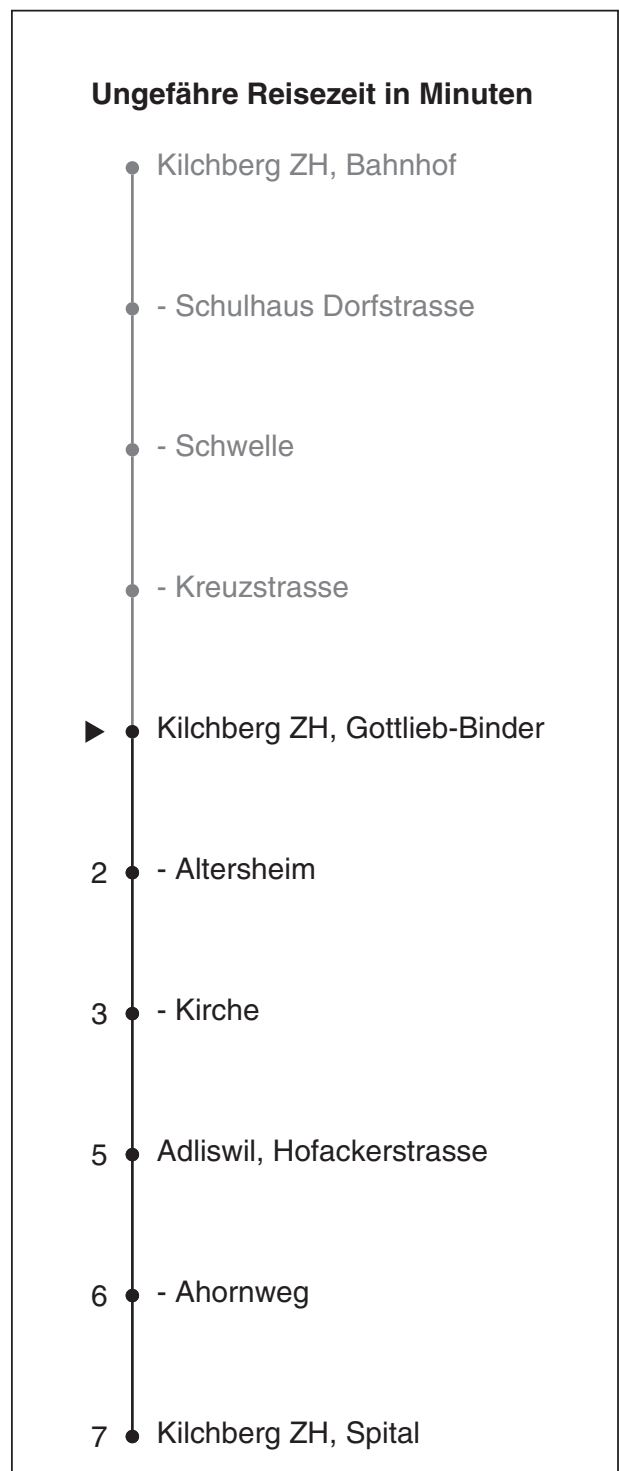 Ungefähre Reisezeit in Minuten
Kilchberg ZH, Bahnhof
- Schulhaus Dorfstrasse
- Schwelle
- Kreuzstrasse
Kilchberg ZH, Gottlieb-Binder
2 - Altersheim
3 - Kirche
5 Adliswil, Hofackerstrasse
6 - Ahornweg
7 Kilchberg ZH, Spital